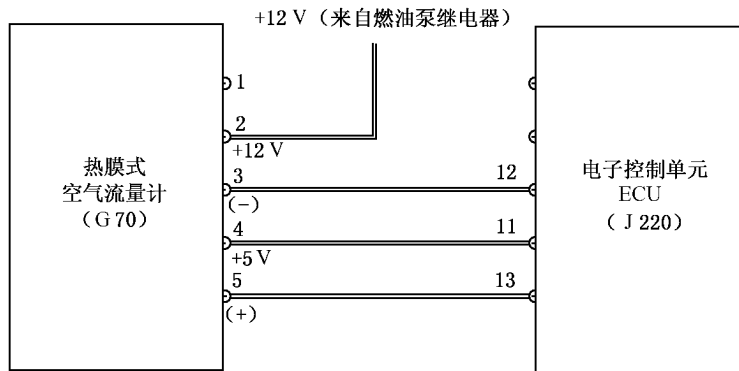 +12 V（来自燃油泵继电器）
1
2
+12 V
3
(−)
4
+5 V
5
(+)
热膜式
空气流量计
（G 70）
12
11
13
电子控制单元
ECU
（J 220）